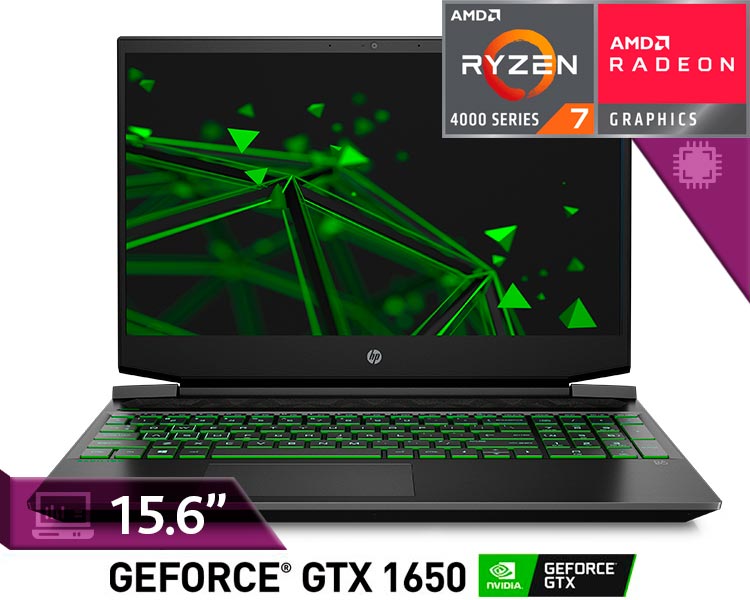 AMD
RYZEN
4000 SERIES 7
AMD
RADEON
GRAPHICS
hp
15.6”
GEFORCE® GTX 1650
NVIDIA.
GEFORCE
GTX